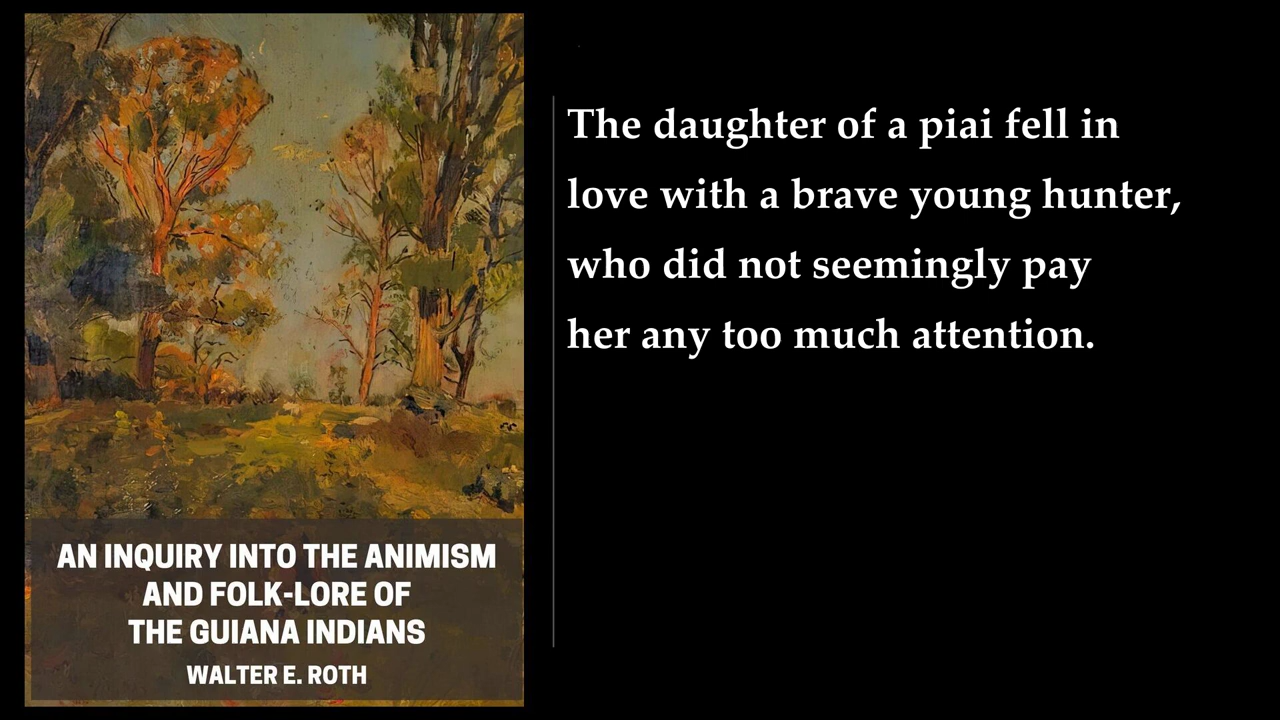 The daughter of a piai fell in
love with a brave young hunter,
who did not seemingly pay
her any too much attention.
AN INQUIRY INTO THE ANIMISM
AND FOLK-LORE OF
THE GUIANA INDIANS
WALTER E. ROTH